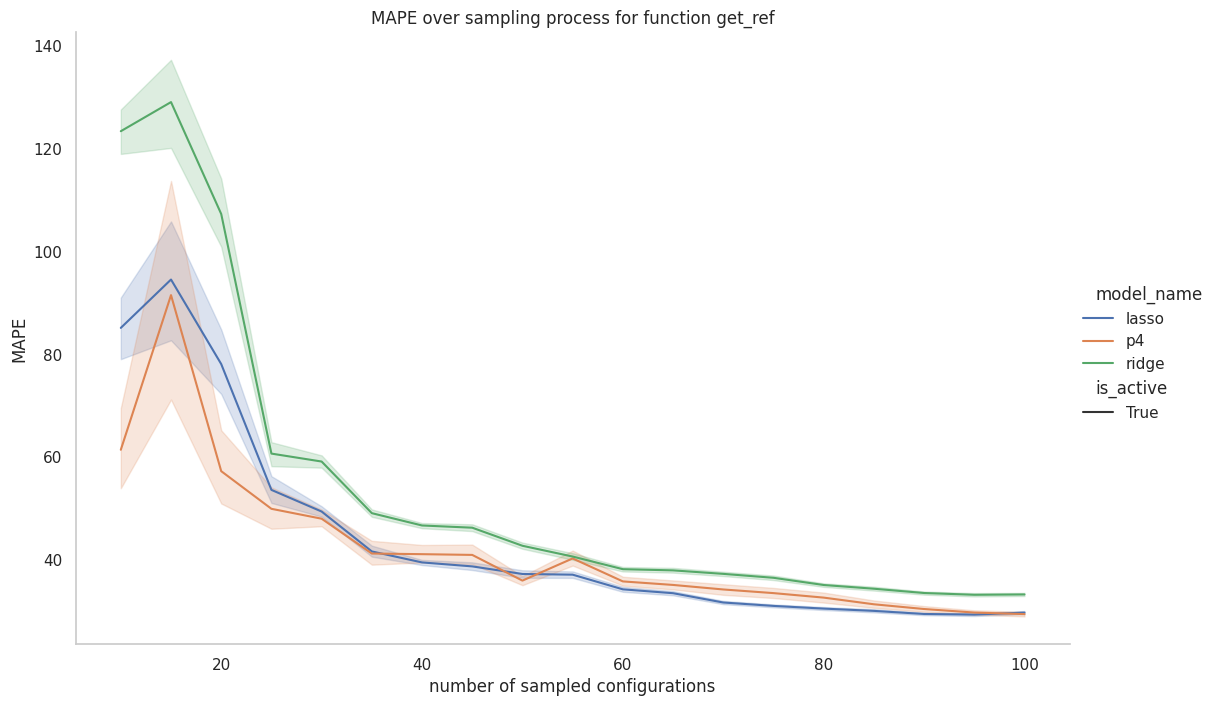 MAPE over sampling process for function get_ref
140
120
100
80
60
40
MAPE
20
40
60
80
100
number of sampled configurations
model_name
lasso
p4
ridge
is_active
True